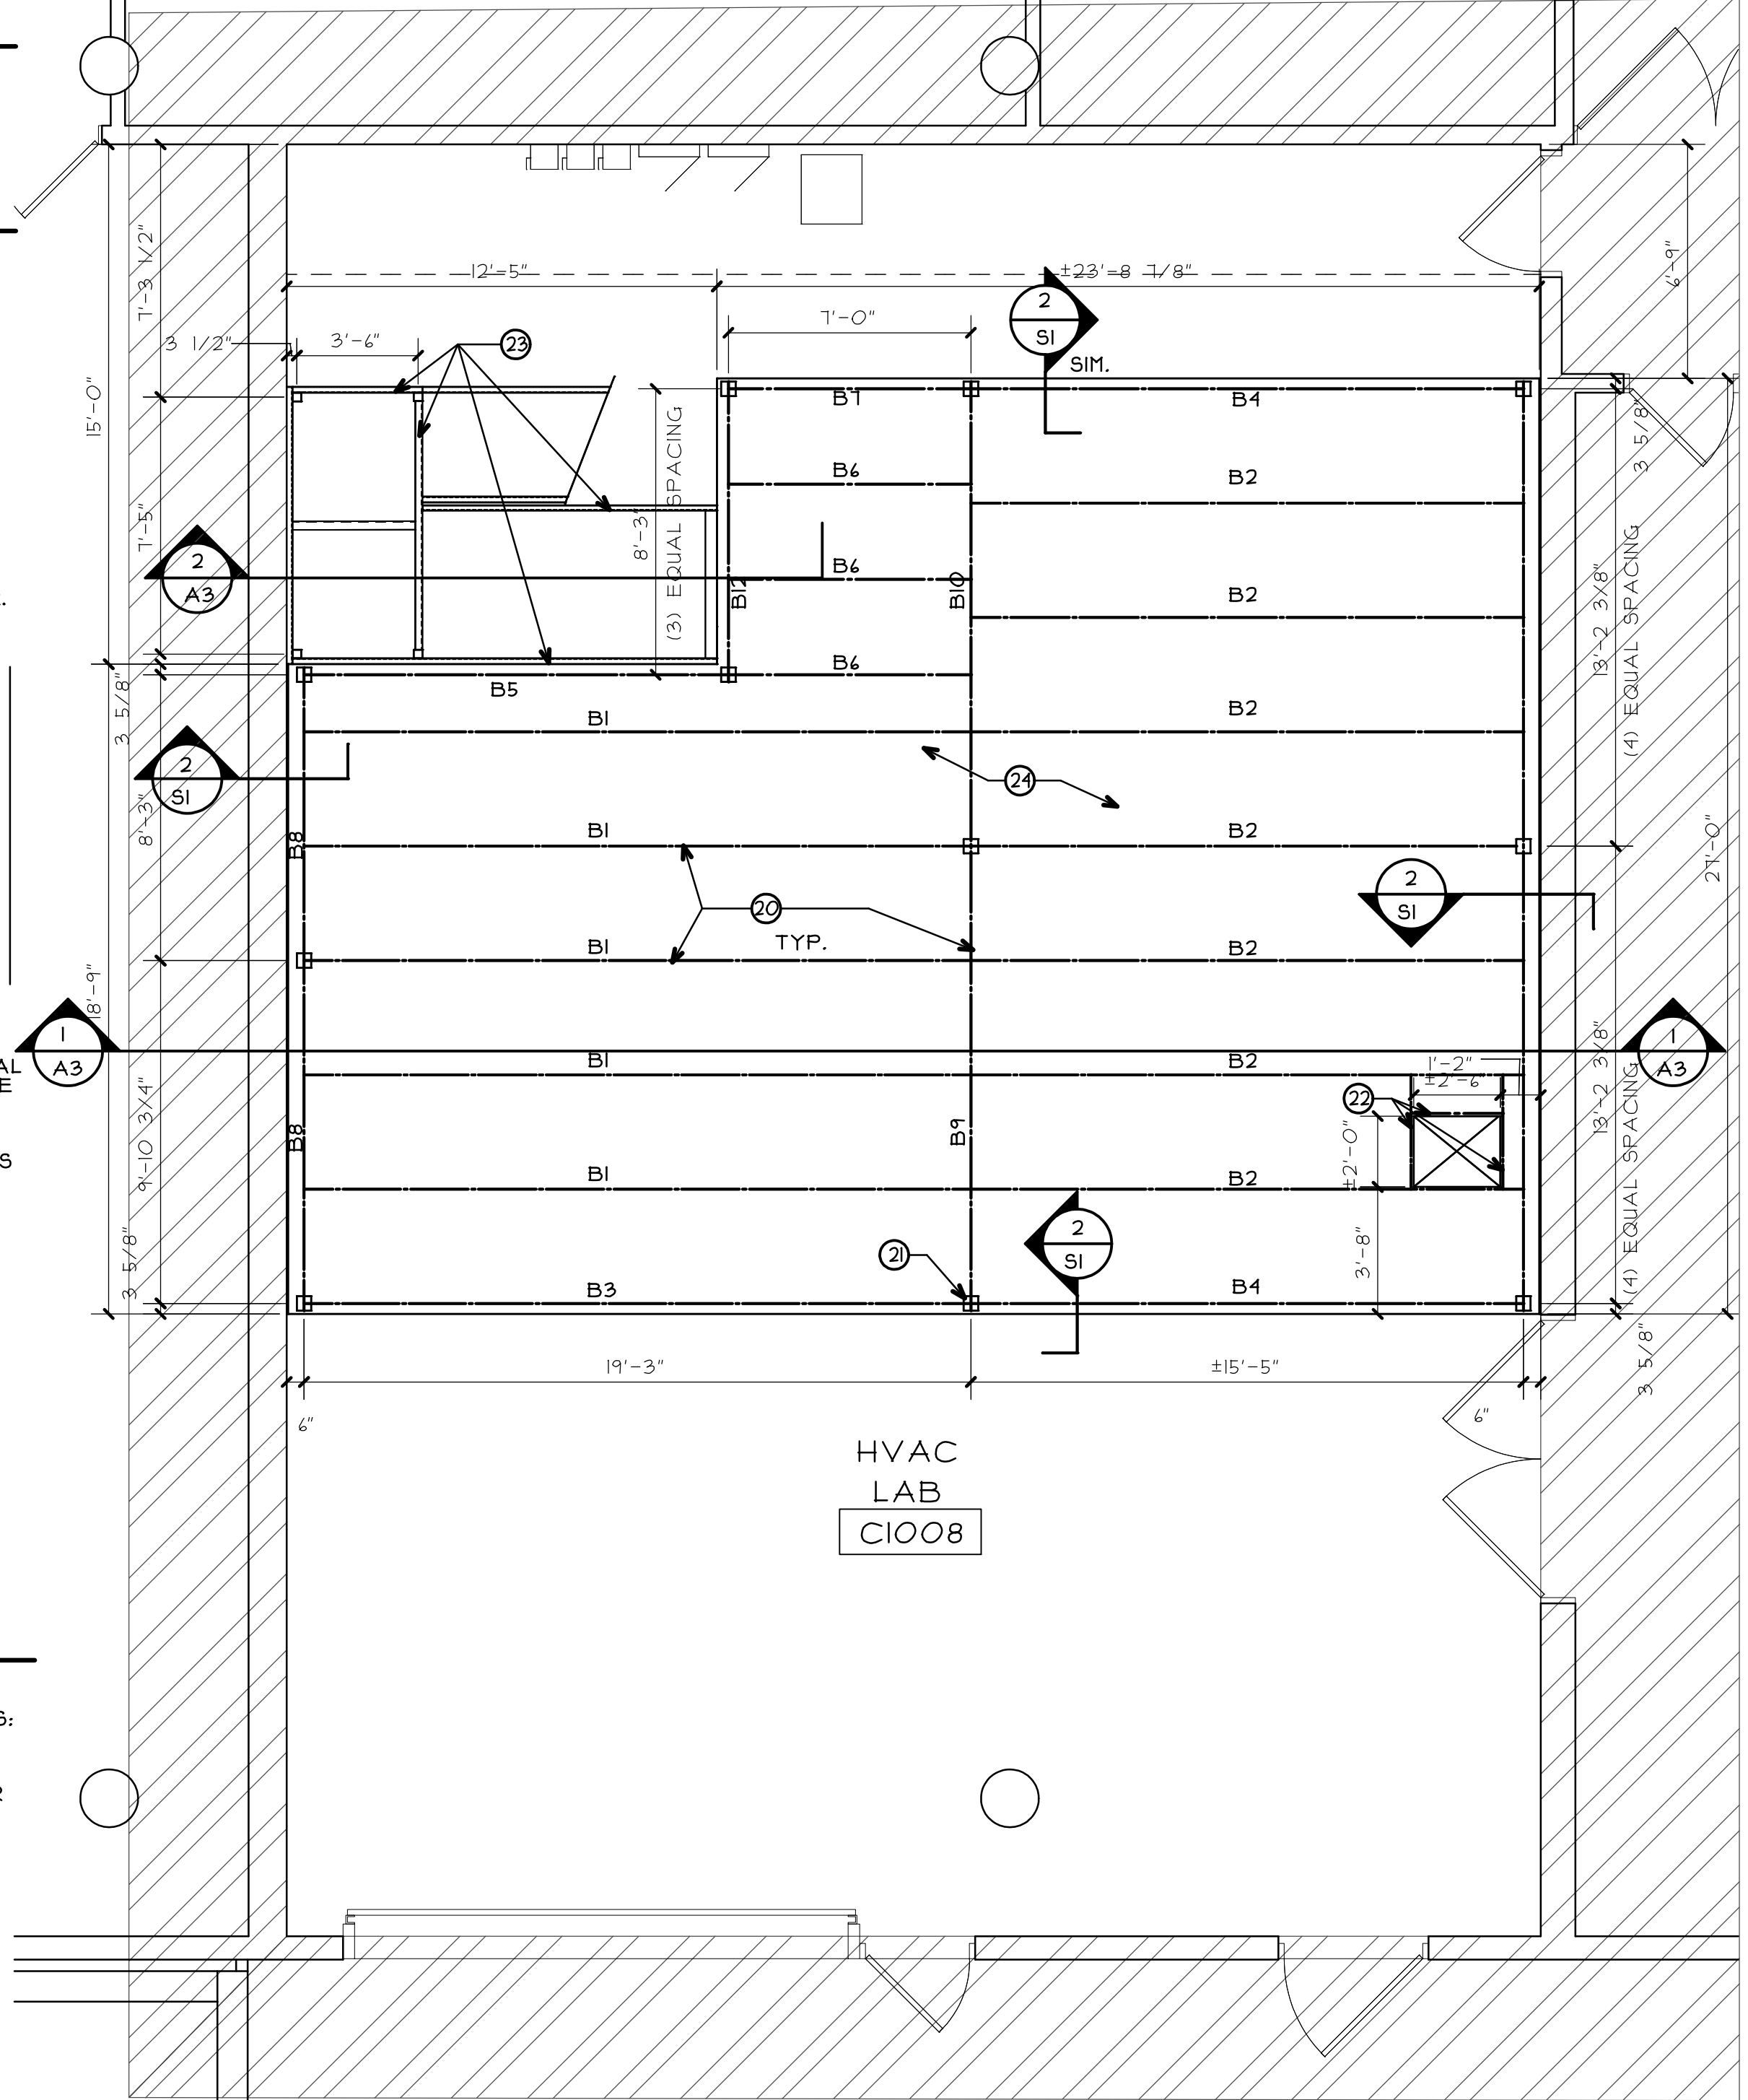 12'-5"
±23'-8 7/8"
7'-3 1/2"
6'-9"
3 1/2"
3'-6"
23
7'-0"
2
S1
SIM.
15'-0"
B7
B4
3 5/8"
8'-3"
(3) EQUAL SPACING
B6
B2
7'-5"
2
A3
B6
B12
B10
B2
13'-2 3/8"
(4) EQUAL SPACING
B6
B5
3 5/8"
B1
B2
2
S1
24
8'-3"
B8
B1
B2
27'-0"
2
S1
20
TYP.
B1
B2
18'-9"
1
A3
AL
E
B1
B2
1'-2"
±2'-6"
1
A3
22
13'-2 3/8"
(4) EQUAL SPACING
9'-10 3/4"
B8
B9
±2'-0"
S
B1
B2
3 5/8"
21
2
S1
3'-8"
B3
B4
3 5/8"
19'-3"
±15'-5"
6"
6"
HVAC
LAB
C1008
S: